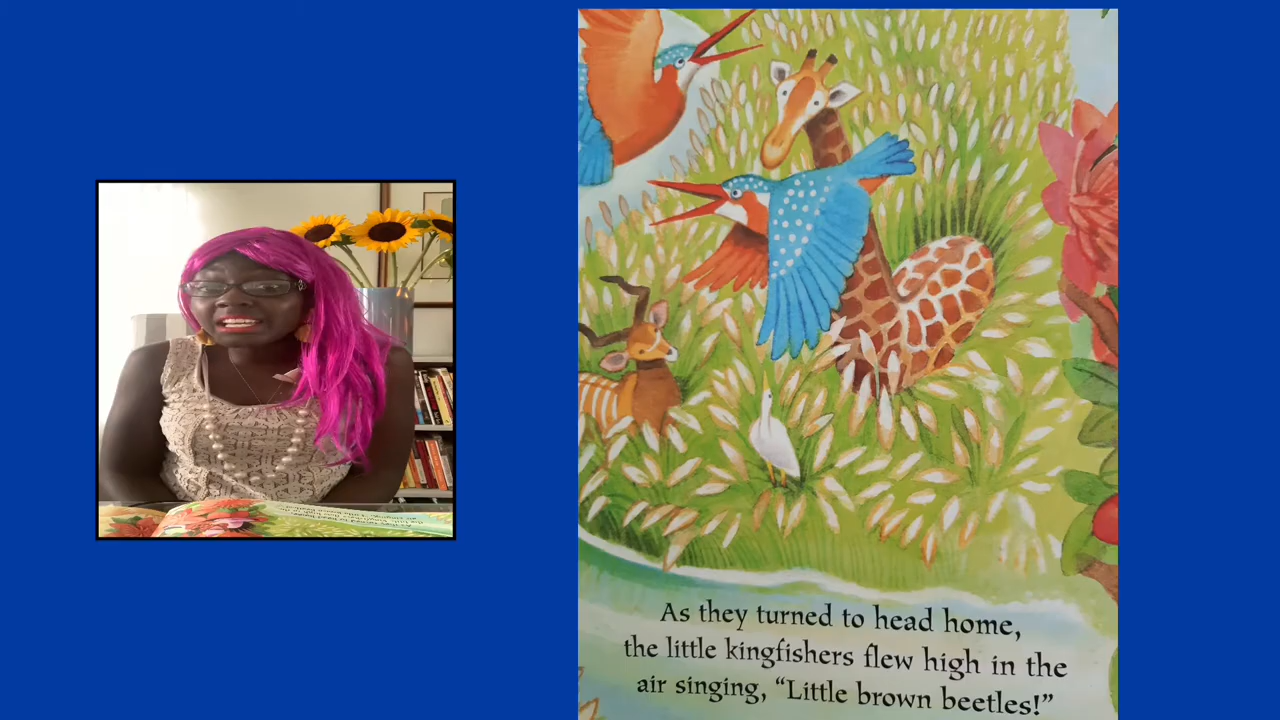 As they turned to head home,
the little kingfishers flew high in the
air singing, “Little brown beetles!”